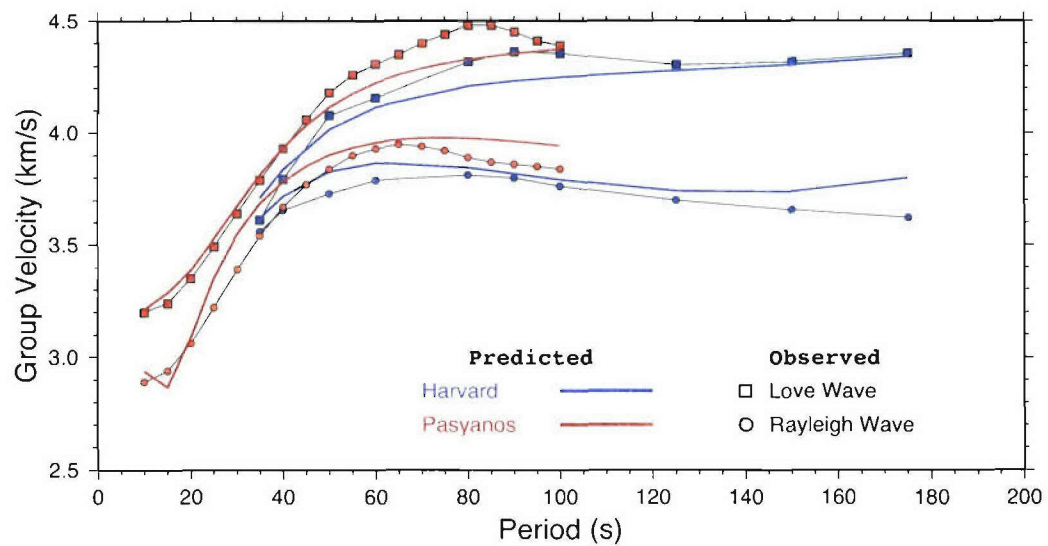 4.5
4.0
3.5
3.0
2.5
Group Velocity (km/s)
Predicted Observed
Harvard Love Wave
Pasyanos Rayleigh Wave
0 20 40 60 80 100 120 140 160 180 200
Period (s)